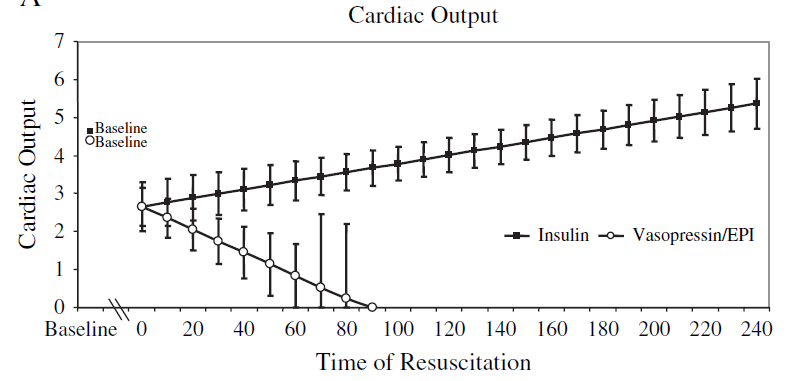 A
Cardiac Output
7
6
5
4
3
2
1
0
Cardiac Output
Baseline
Baseline
Insulin Vasopressin/EPI
Baseline 0 20 40 60 80 100 120 140 160 180 200 220 240
Time of Resuscitation